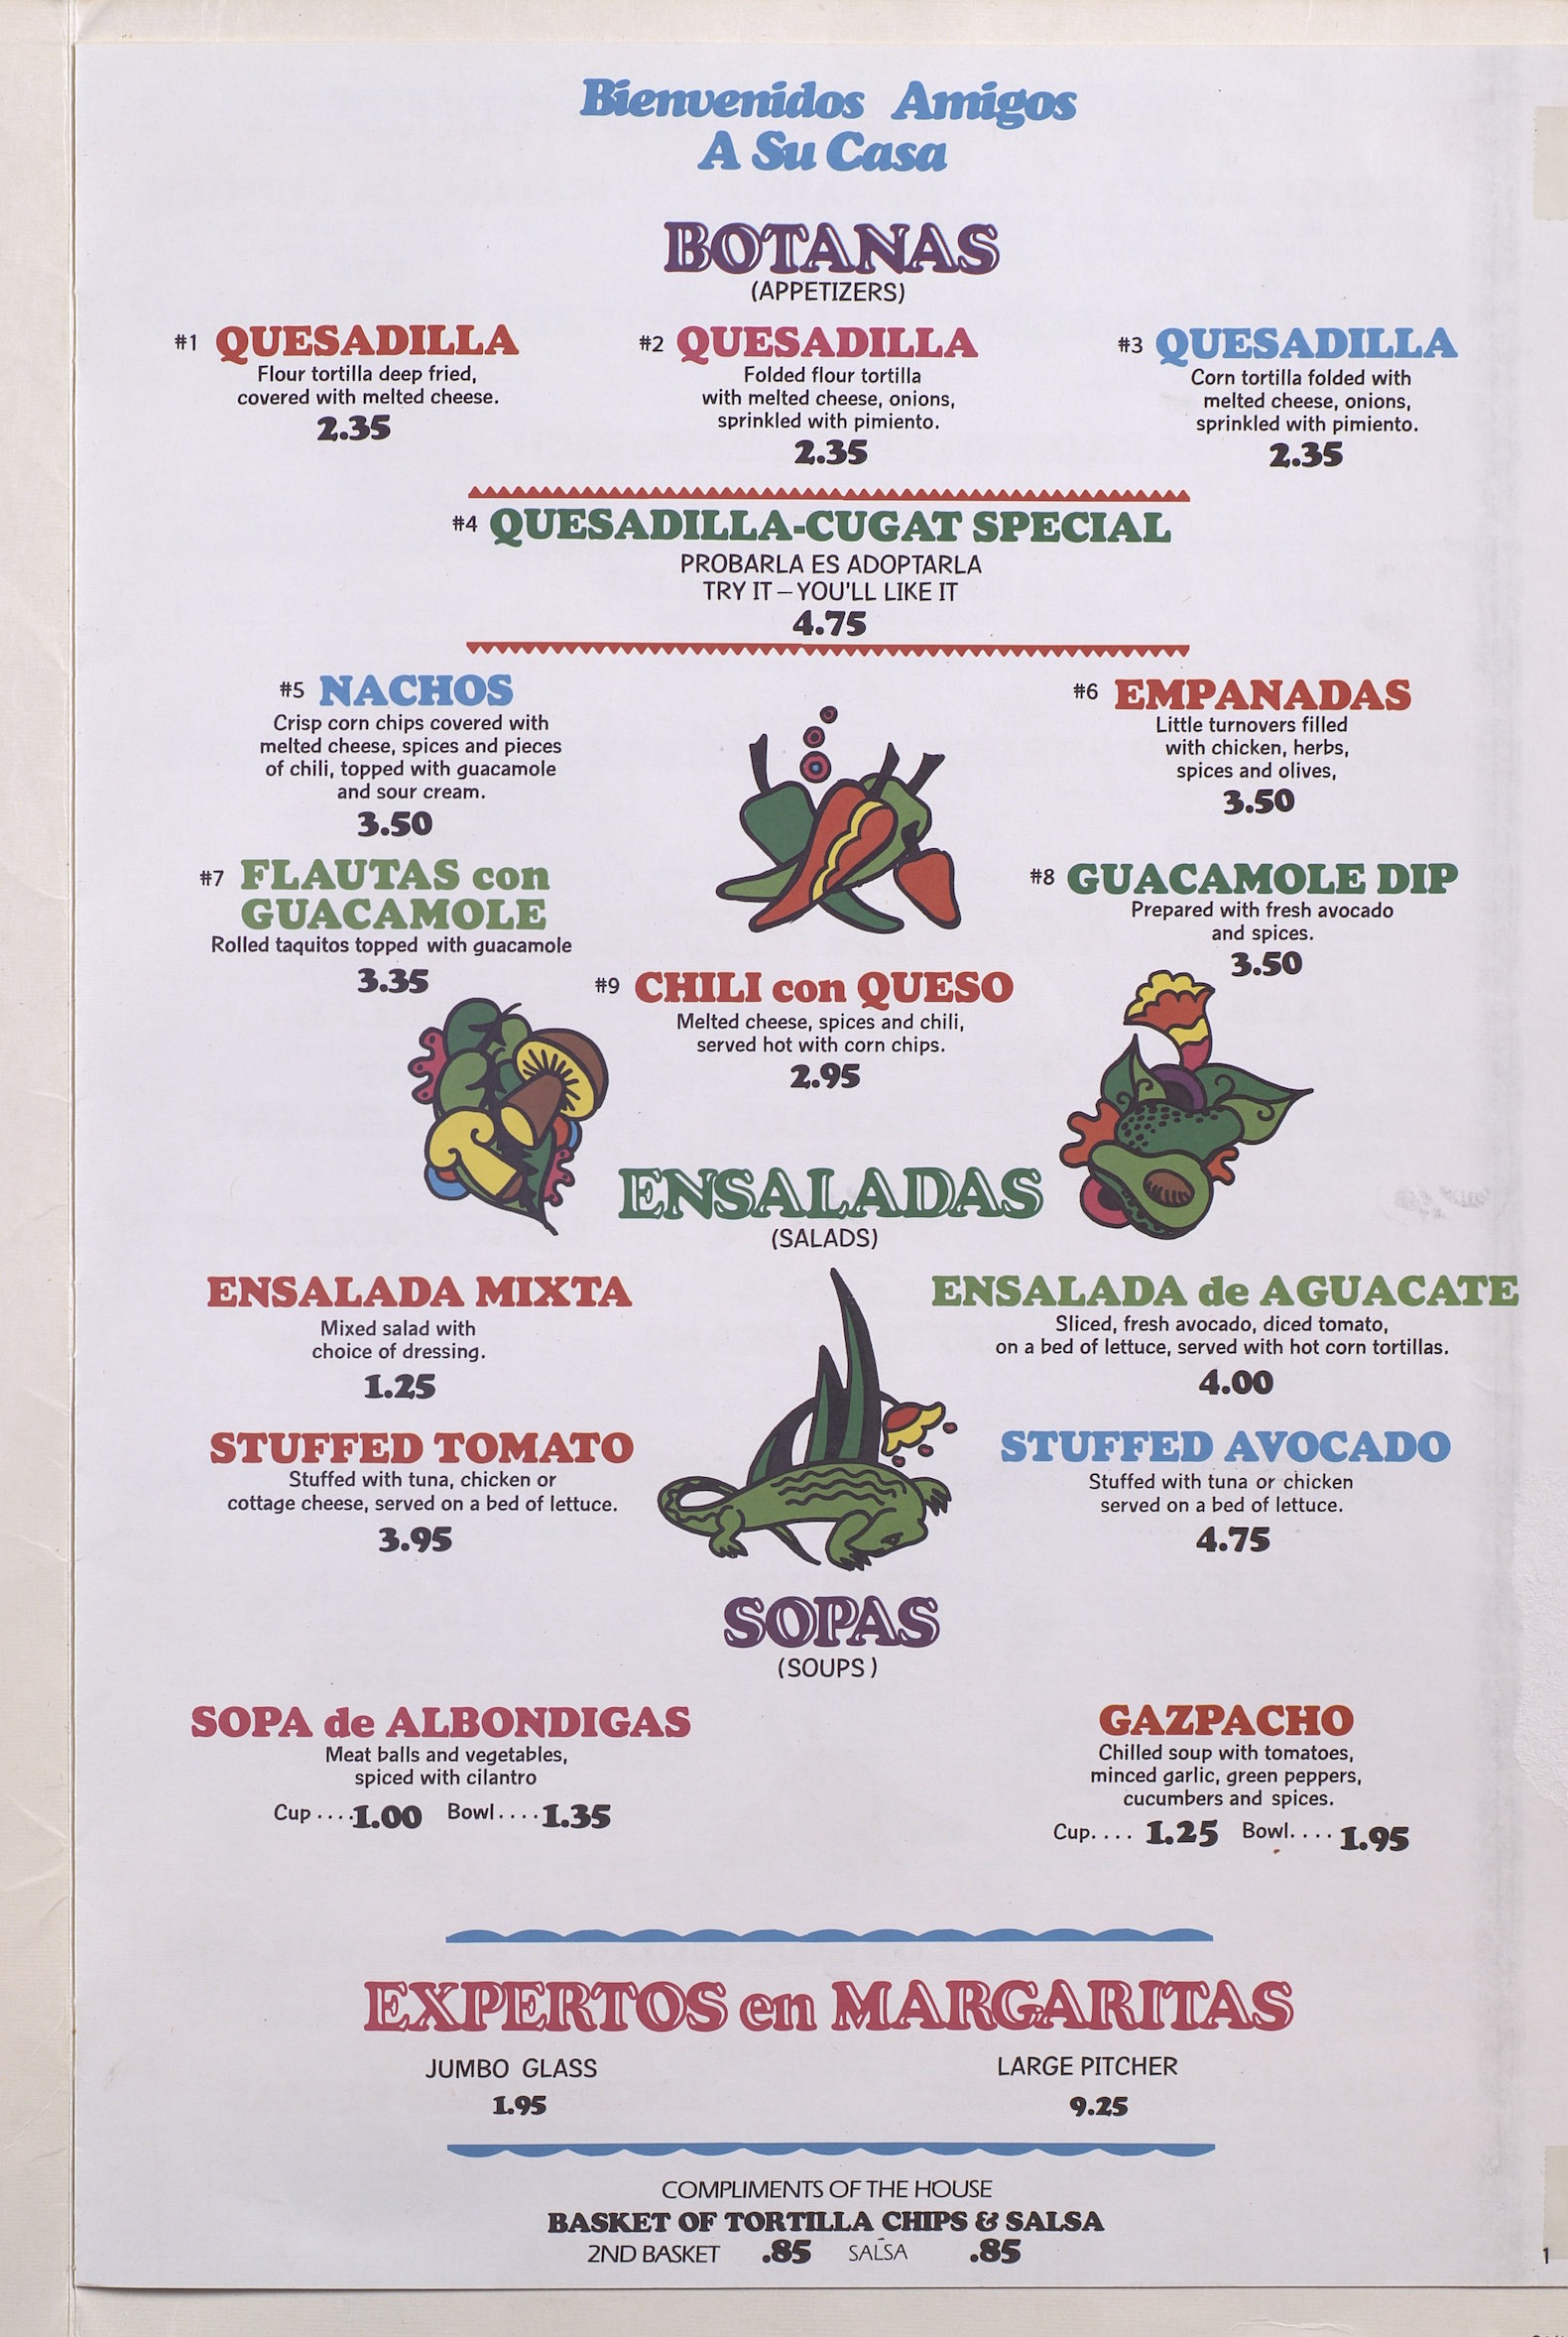 Bienvenidos Amigos
A Su Casa
BOTANAS
(APPETIZERS)
#1 QUESADILLA
Flour tortilla deep fried,
covered with melted cheese.
2.35
#2 QUESADILLA
Folded flour tortilla
with melted cheese, onions,
sprinkled with pimiento.
2.35
#3 QUESADILLA
Corn tortilla folded with
melted cheese, onions,
sprinkled with pimiento.
2.35
#4 QUESADILLA-CUGAT SPECIAL
PROBARLA ES ADOPTARLA
TRY IT – YOU'LL LIKE IT
4.75
#5 NACHOS
Crisp corn chips covered with
melted cheese, spices and pieces
of chili, topped with guacamole
and sour cream.
3.50
#6 EMPANADAS
Little turnovers filled
with chicken, herbs,
spices and olives,
3.50
#7 FLAUTAS con
GUACAMOLE
Rolled taquitos topped with guacamole
3.35
#8 GUACAMOLE DIP
Prepared with fresh avocado
and spices.
3.50
#9 CHILI con QUESO
Melted cheese, spices and chili,
served hot with corn chips.
2.95
ENSALADAS
(SALADS)
ENSALADA MIXTA
Mixed salad with
choice of dressing.
1.25
ENSALADA de AGUACATE
Sliced, fresh avocado, diced tomato,
on a bed of lettuce, served with hot corn tortillas.
4.00
STUFFED TOMATO
Stuffed with tuna, chicken or
cottage cheese, served on a bed of lettuce.
3.95
STUFFED AVOCADO
Stuffed with tuna or chicken
served on a bed of lettuce.
4.75
SOPAS
(SOUPS )
SOPA de ALBONDIGAS
Meat balls and vegetables,
spiced with cilantro
Cup ....1.00 Bowl....1.35
GAZPACHO
Chilled soup with tomatoes,
minced garlic, green peppers,
cucumbers and spices.
Cup.... 1.25 Bowl.... 1.95
EXPERTOS en MARGARITAS
JUMBO GLASS
1.95
LARGE PITCHER
9.25
COMPLIMENTS OF THE HOUSE
BASKET OF TORTILLA CHIPS & SALSA
2ND BASKET .85 SALSA .85
1